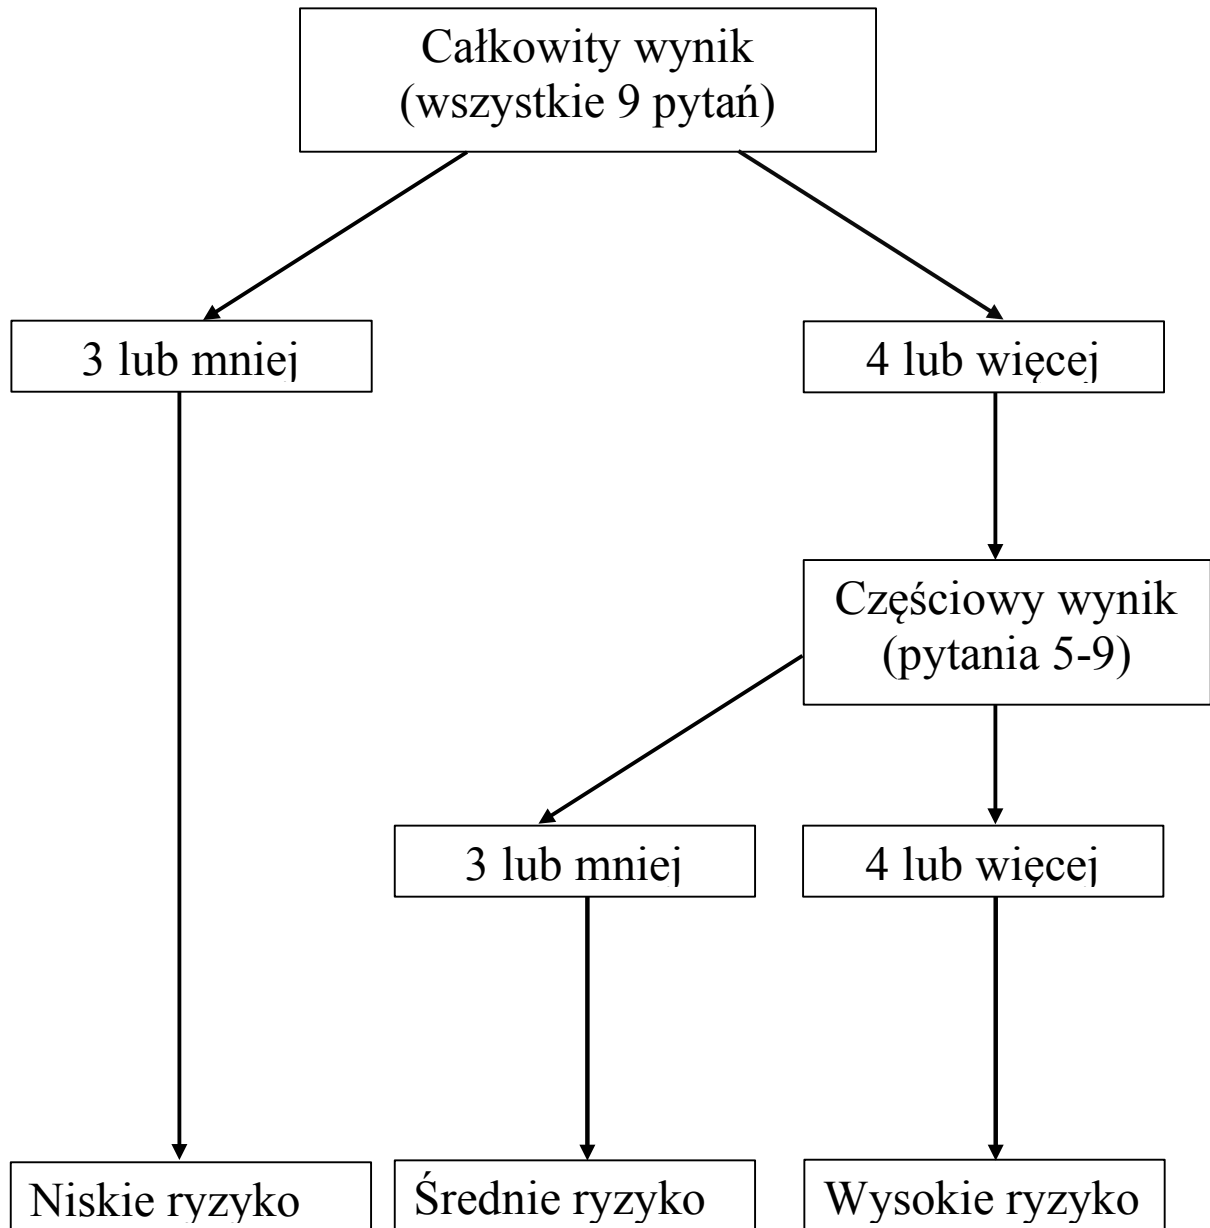 Całkowity wynik
(wszystkie 9 pytań)
3 lub mniej
4 lub więcej
Częściowy wynik
(pytania 5-9)
3 lub mniej
4 lub więcej
Niskie ryzyko
Średnie ryzyko
Wysokie ryzyko